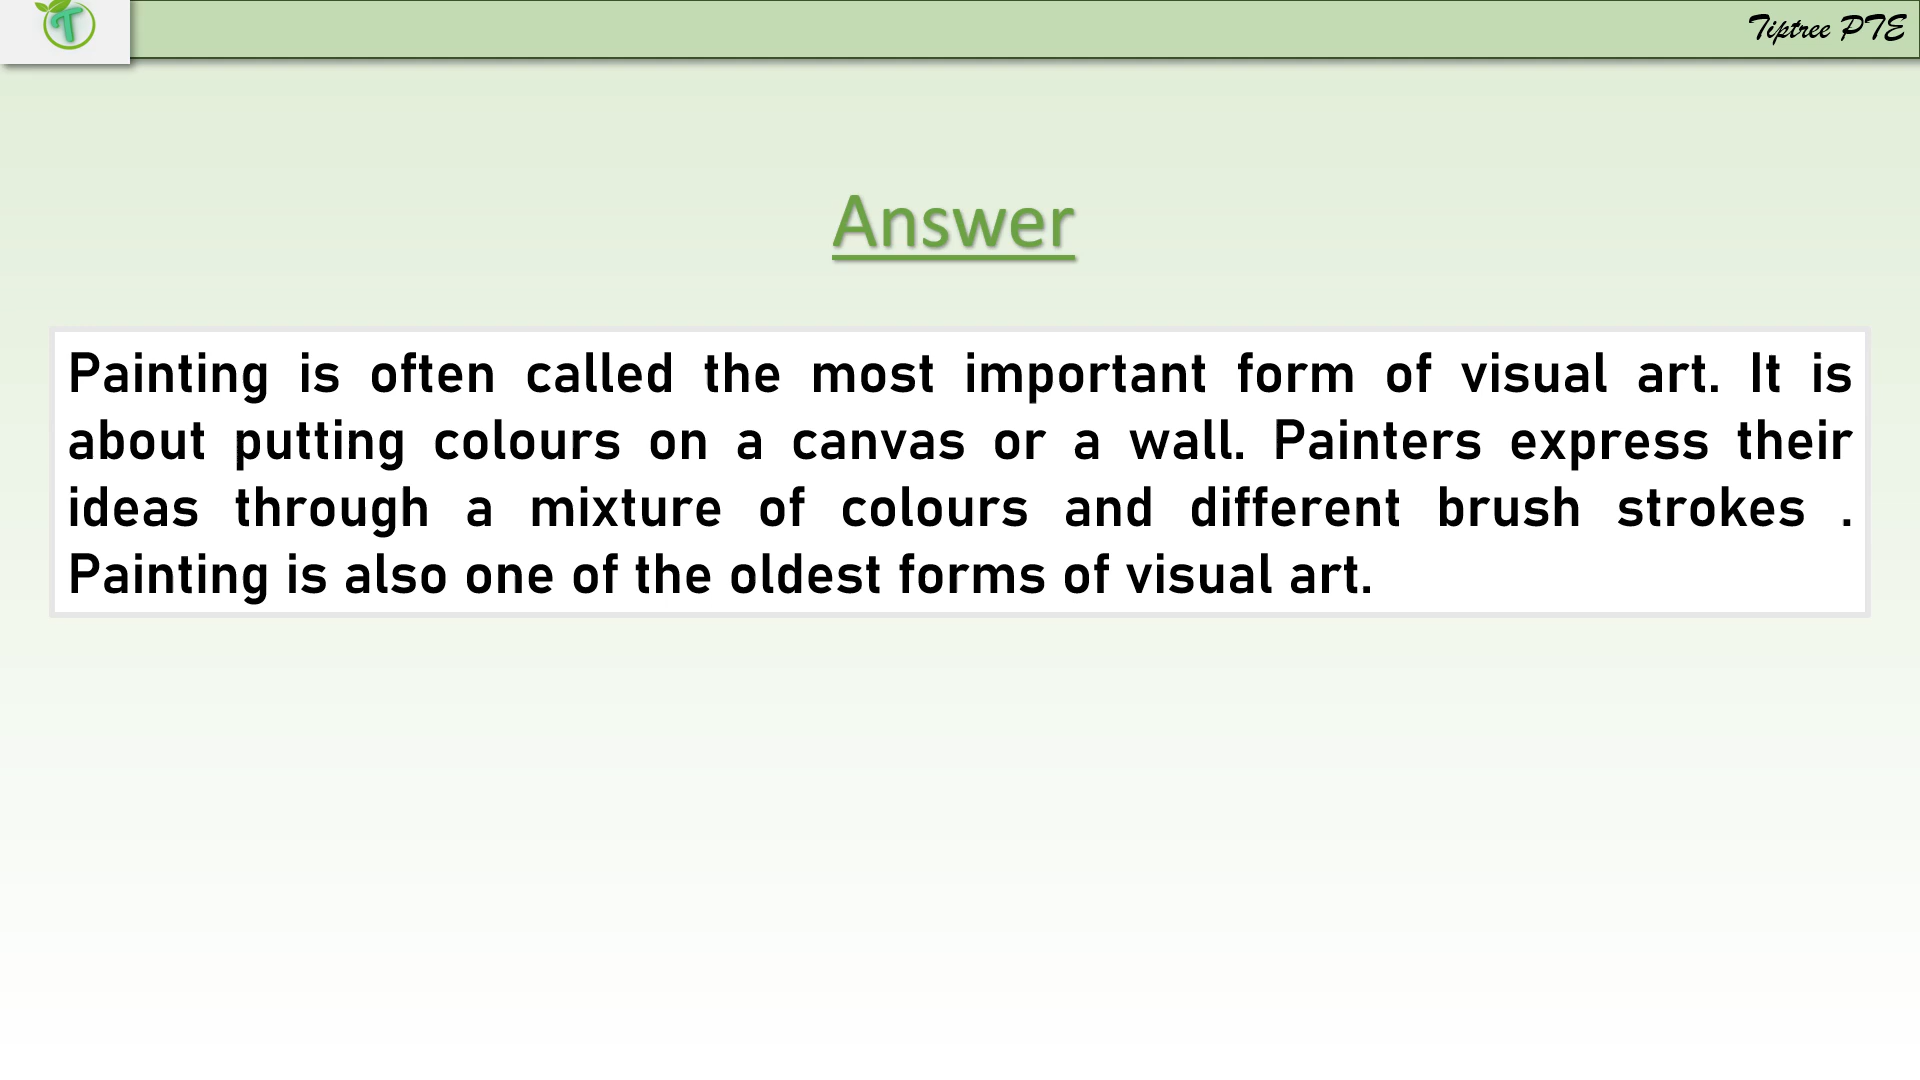 T
Tiptree PTE
Answer
Painting is often called the most important form of visual art. It is
about putting colours on a canvas or a wall. Painters express their
ideas through a mixture of colours and different brush strokes .
Painting is also one of the oldest forms of visual art.